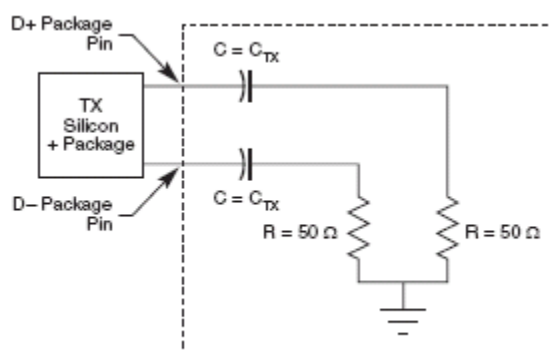 D+ Package
Pin
C = C_TX
TX
Silicon
+ Package
D– Package
Pin
C = C_TX
R = 50 Ω
R = 50 Ω